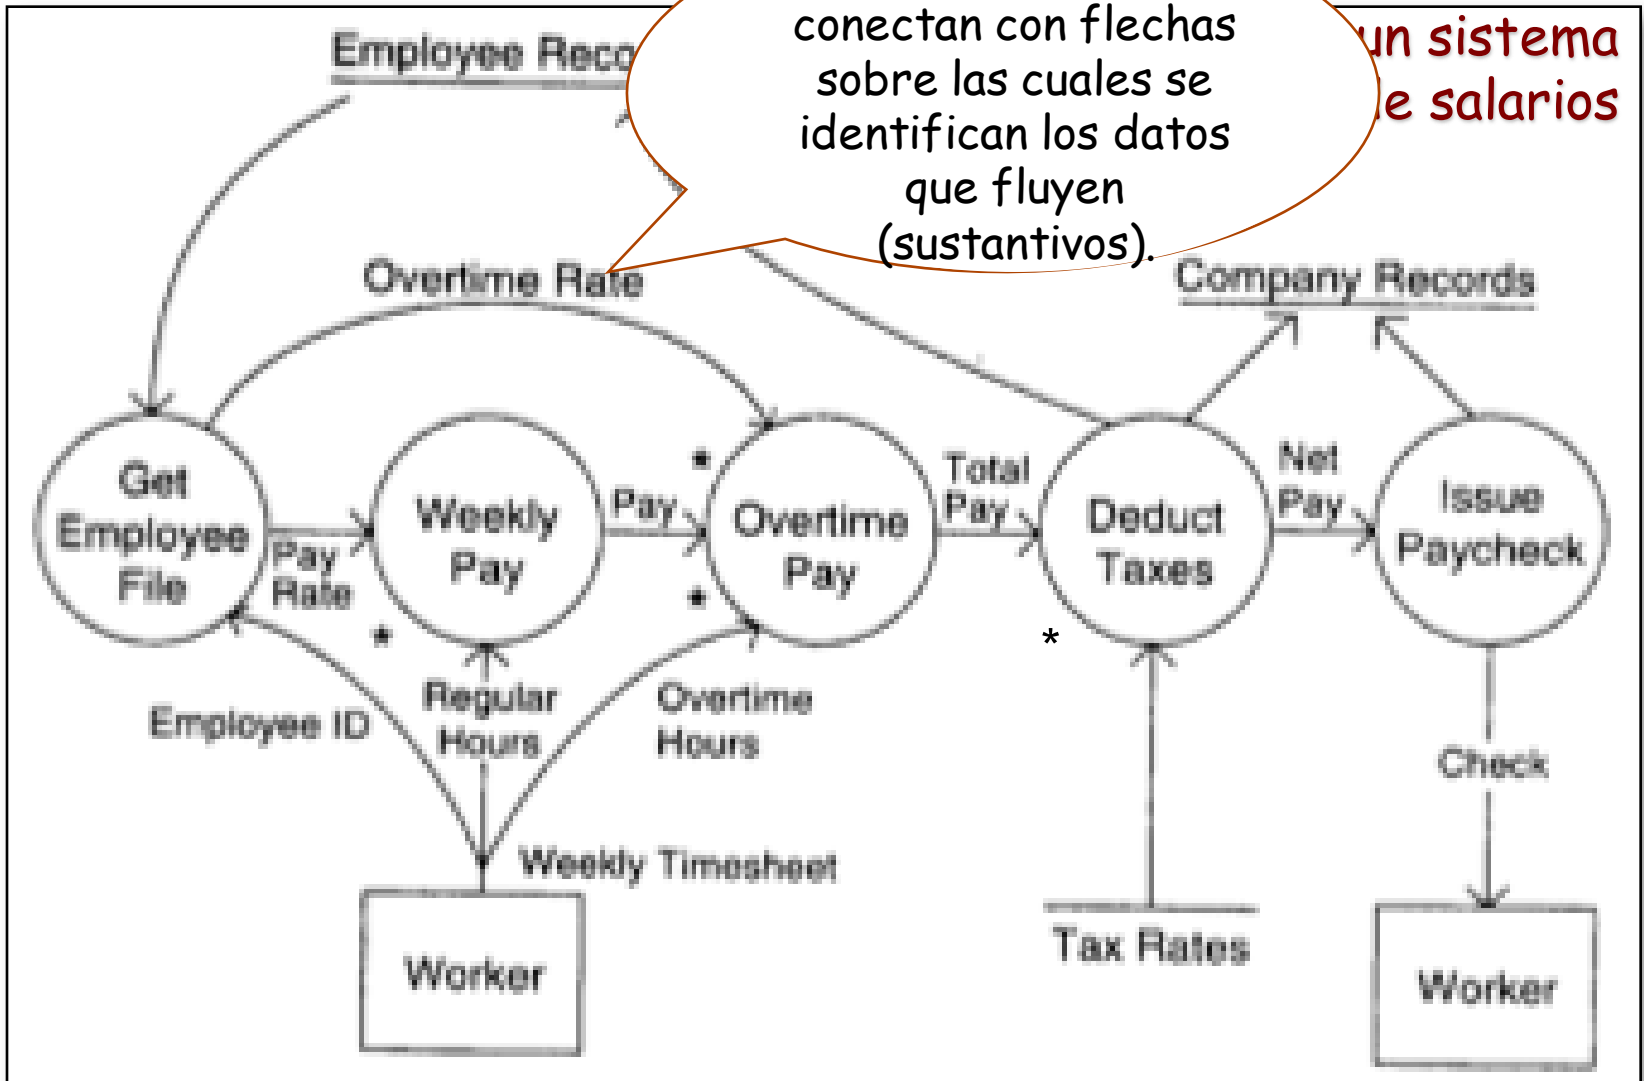 conectan con flechas
sobre las cuales se
identifican los datos
que fluyen
(sustantivos).
un sistema
salarios
Employee
Overtime Rate
Company Records
Get
Employee
File
Pay
Rate
Weekly
Pay
*
Pay
*
*
Overtime
Pay
Total
Pay
Deduct
Taxes
*
Net
Pay
Issue
Paycheck
Employee ID
Regular
Hours
Overtime
Hours
Check
Weekly Timesheet
Worker
Tax Rates
Worker